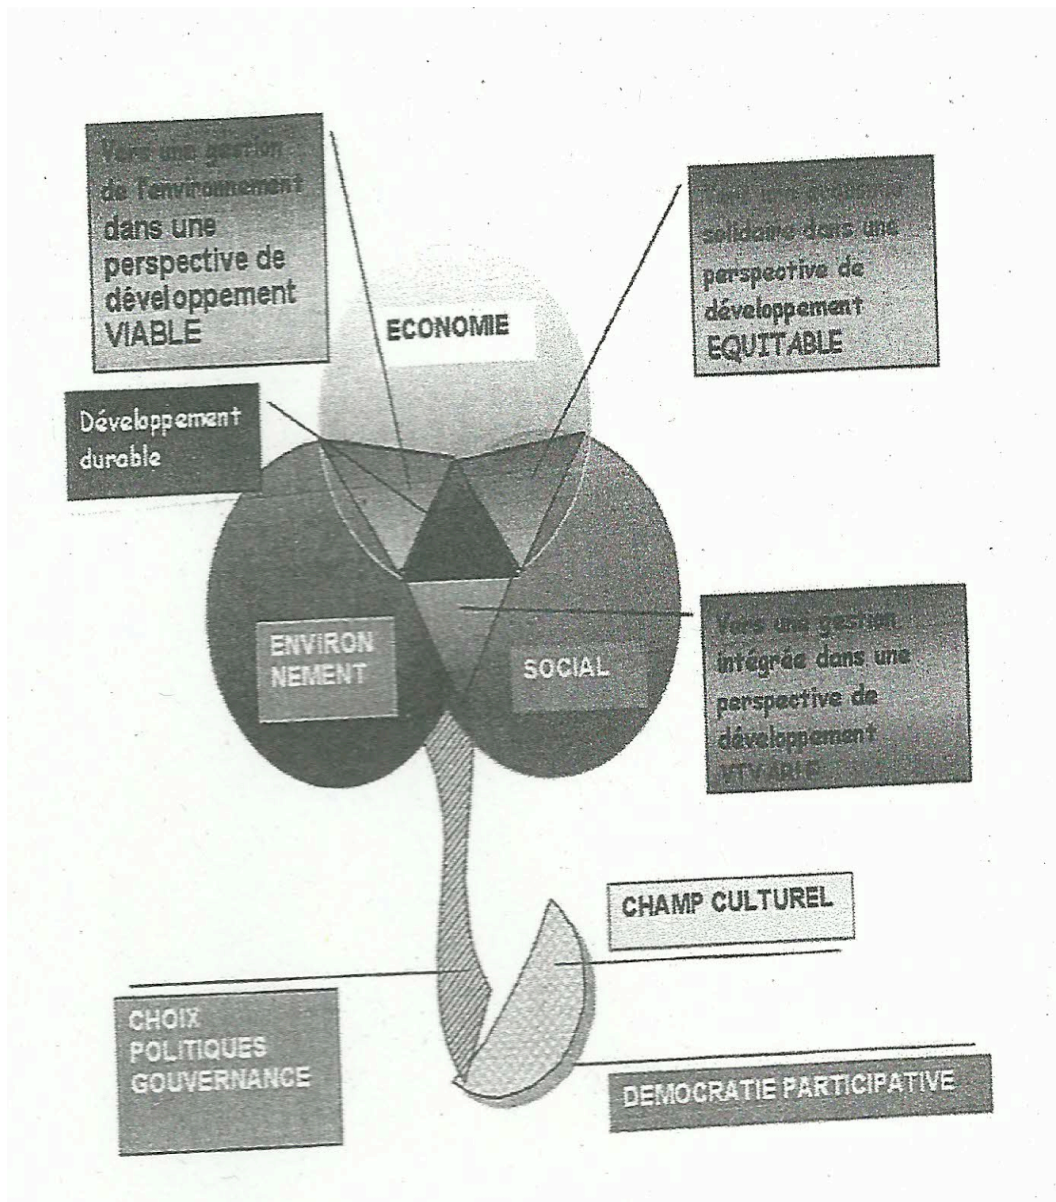 Vers une gestion
de l'environnement
dans une
perspective de
développement
VIABLE
solidaire dans une
perspective de
développement
EQUITABLE
ECONOMIE
Développement
durable
ENVIRON
NEMENT
SOCIAL
Vers une gestion
intégrée dans une
perspective de
développement
VIVABLE
CHAMP CULTUREL
CHOIX
POLITIQUES
GOUVERNANCE
DEMOCRATIE PARTICIPATIVE